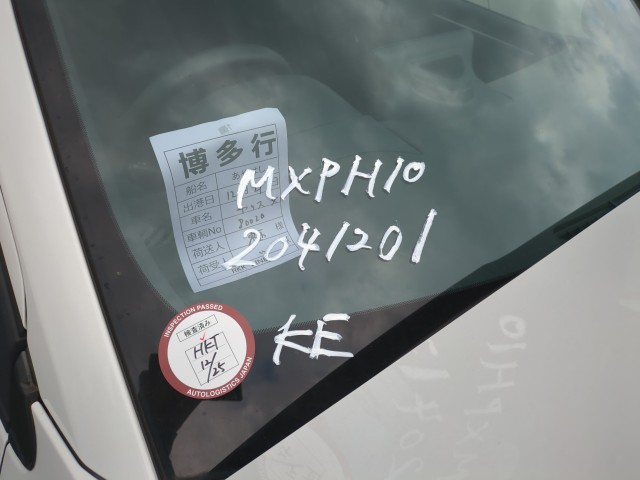 博多行
船名
出港日
車名
車輌No
荷送人
荷受
MXPH10
2041201
KE
INSPECTION PASSED
検査済み
HET
12/25
AUTOLOGISTICS JAPAN